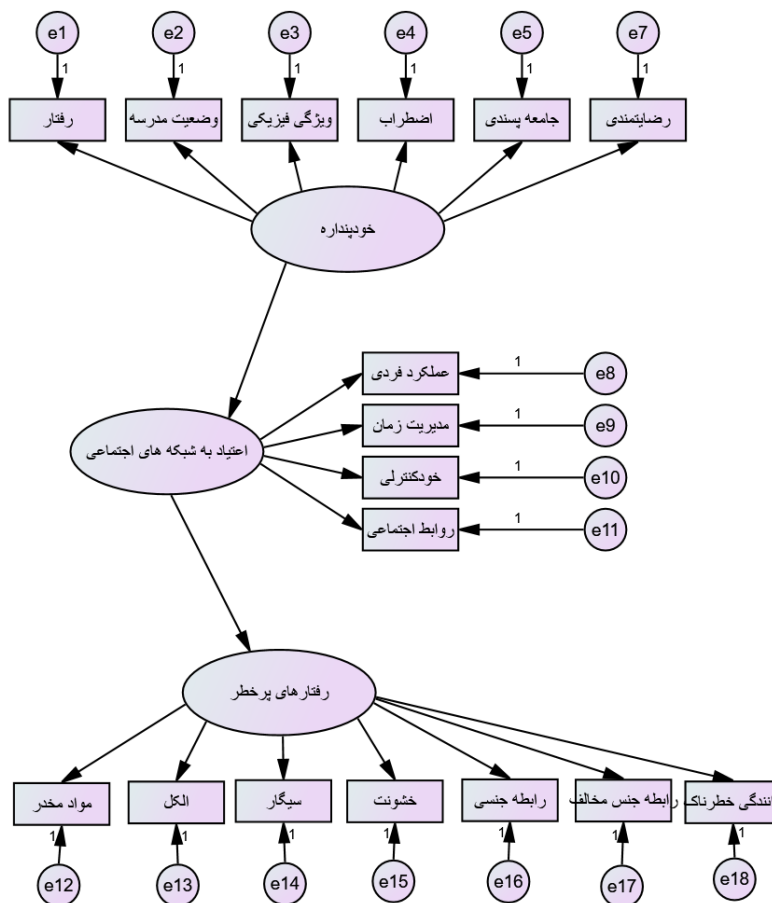 e1 e2 e3 e4 e5 e7
1 1 1 1 1 1
رفتار
وضعیت مدرسه
ویژگی فیزیکی
اضطراب
جامعه پسندی
رضایتمندی
خودپنداره
عملکرد فردی
1
e8
مدیریت زمان
1
e9
اعتیاد به شبکه های اجتماعی
خودکنترلی
1
e10
روابط اجتماعی
1
e11
رفتارهای پرخطر
مواد مخدر
الکل
سیگار
خشونت
رابطه جنسی
رابطه جنس مخالف
انندگی خطرناک
1 1 1 1 1 1 1
e12 e13 e14 e15 e16 e17 e18